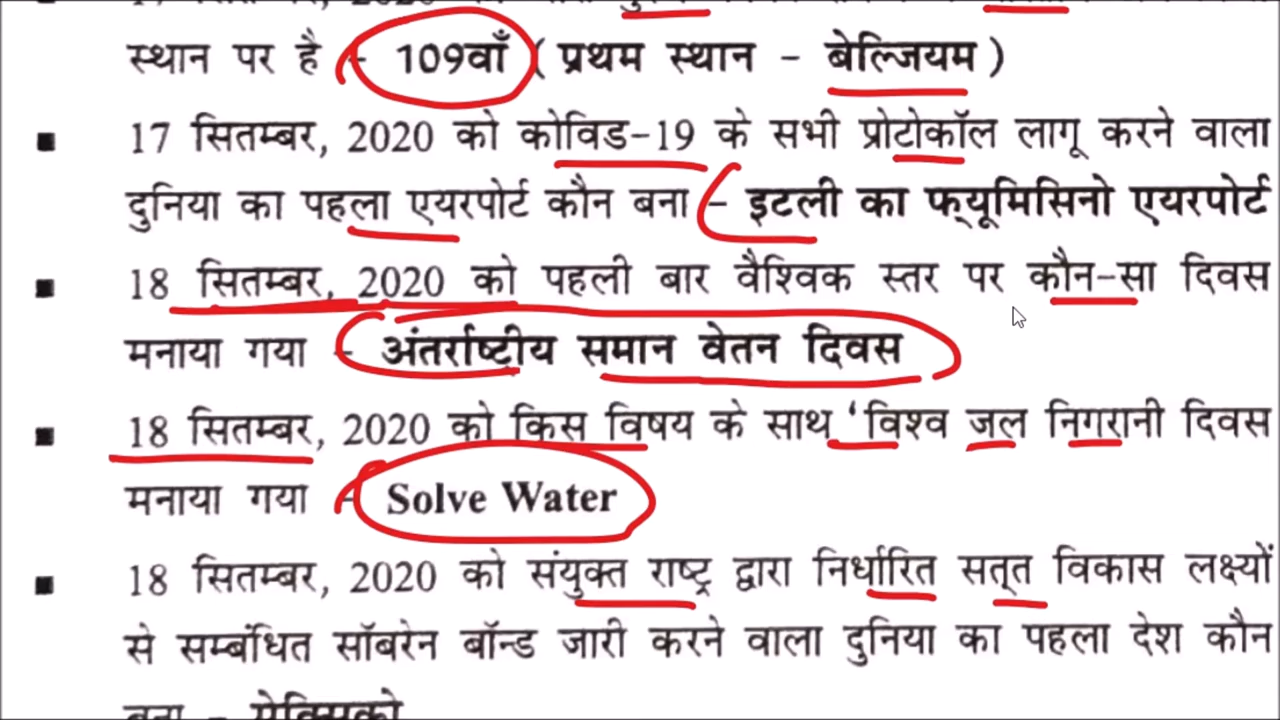 स्थान पर है - 109वाँ ( प्रथम स्थान - बेल्जियम )
■ 17 सितम्बर, 2020 को कोविड-19 के सभी प्रोटोकॉल लागू करने वाला
दुनिया का पहला एयरपोर्ट कौन बना - इटली का फ्यूमिसिनो एयरपोर्ट
■ 18 सितम्बर, 2020 को पहली बार वैश्विक स्तर पर कौन-सा दिवस
मनाया गया - अंतर्राष्टीय समान वेतन दिवस
■ 18 सितम्बर, 2020 को किस विषय के साथ 'विश्व जल निगरानी दिवस
मनाया गया - Solve Water
■ 18 सितम्बर, 2020 को संयुक्त राष्ट्र द्वारा निर्धारित सत्त विकास लक्ष्यों
से सम्बंधित सॉबरेन बॉन्ड जारी करने वाला दुनिया का पहला देश कौन
बना - मेक्सिको